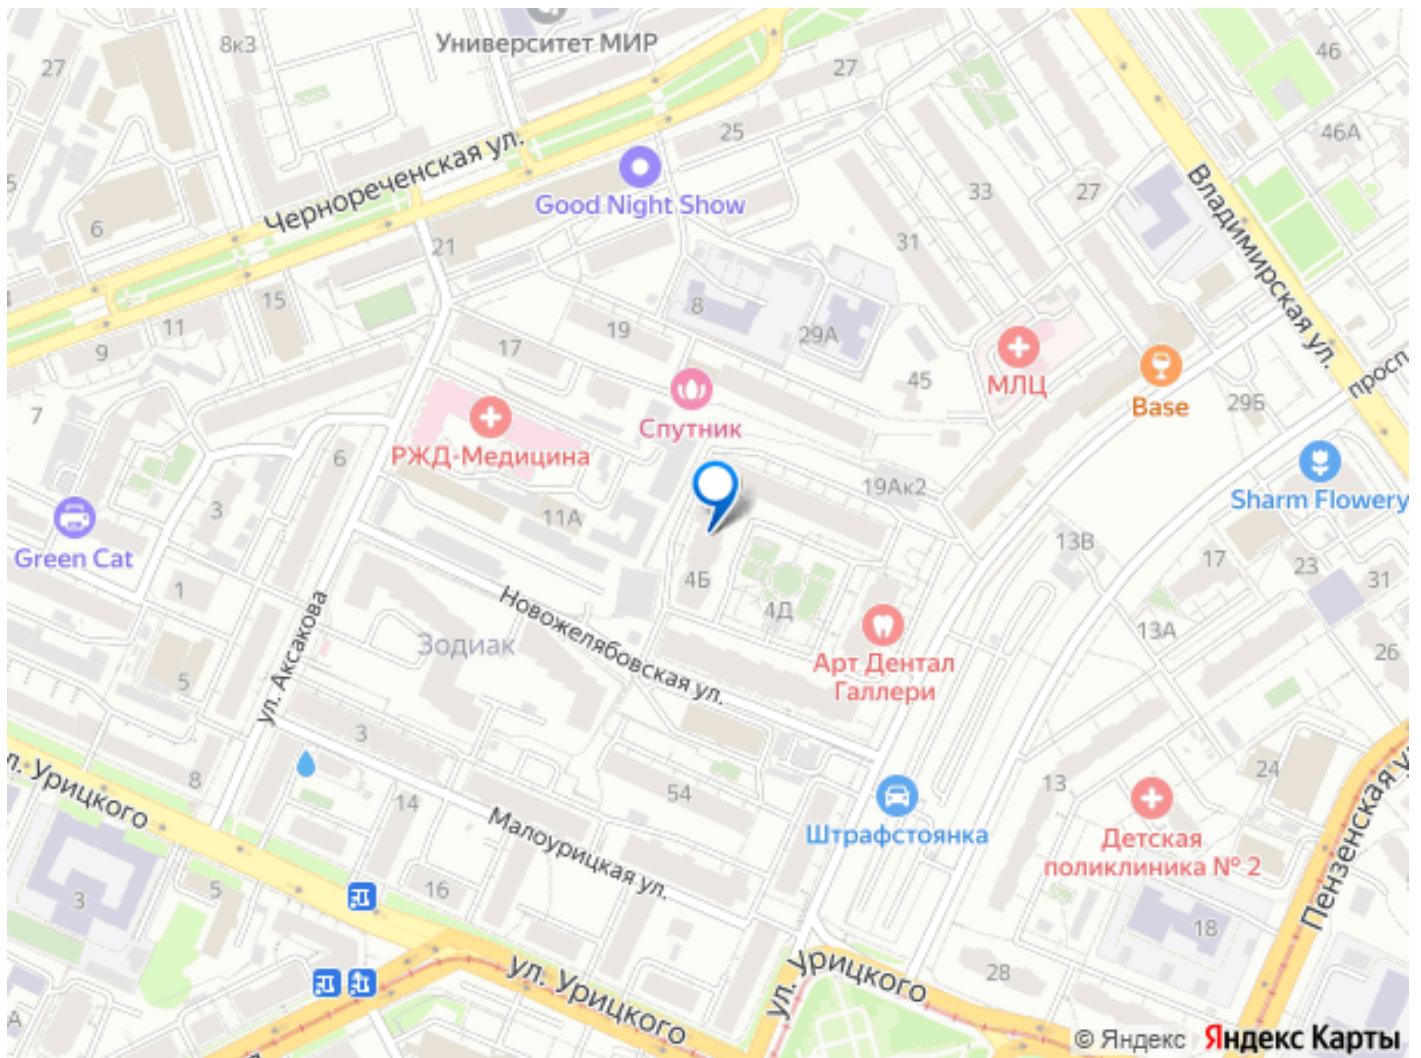 8к3
Университет МИР
46
27
27
46А
25
Чернореченская ул.
Good Night Show
33
27
Владимирская ул.
6
21
31
15
8
11
19
29А
9
17
45
МЛЦ
Base
просп.
7
Спутник
29Б
6
РЖД-Медицина
19Ак2
Sharm Flowery
3
11А
13В
Green Cat
17
23
31
1
4Б
4Д
Новожелябовская ул.
13А
Зодиак
ул. Аксакова
Арт Дентал
Галлери
26
5
3
8
54
13
24
л. Урицкого
14
Штрафстоянка
Детская
поликлиника № 2
Малоурицкая ул.
16
5
3
Пензенская у
18
ул. Урицкого
ул. Урицкого
28
А
© Яндекс Яндекс Карты